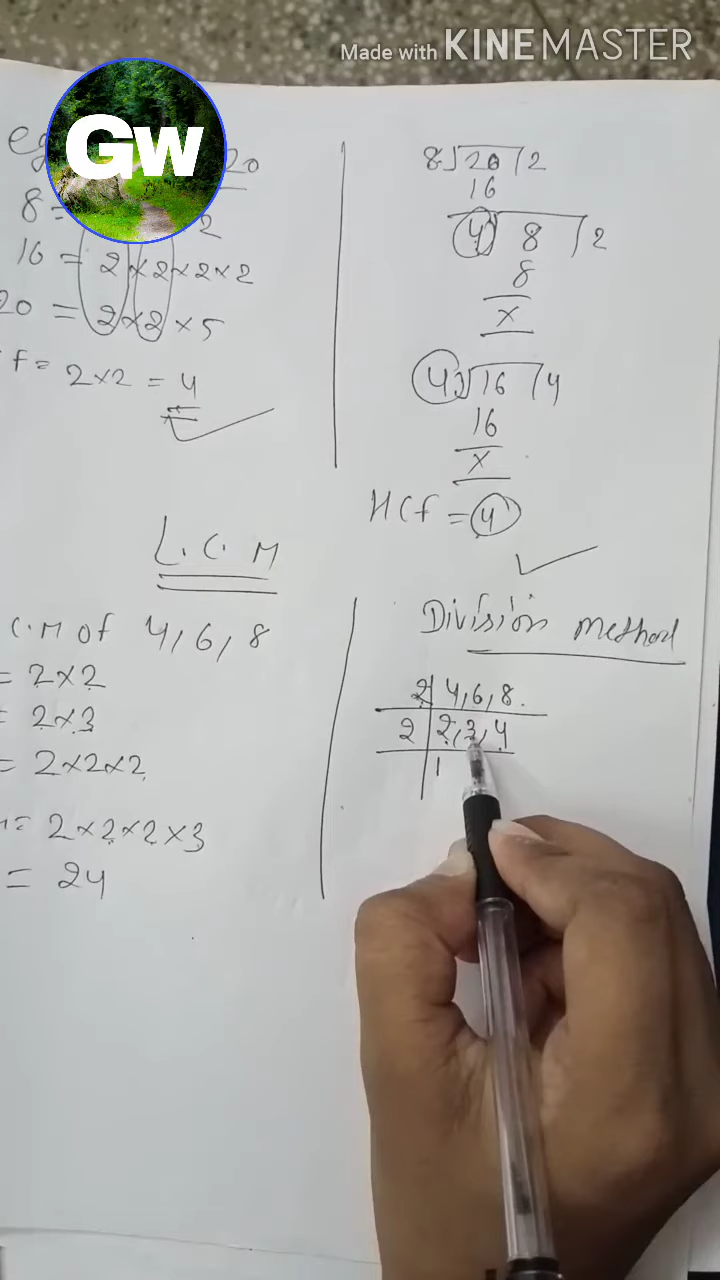 Made with KINEMASTER
GW
eg 20
8 = 2
16 = 2 × 2 × 2 × 2
20 = 2 × 2 × 5
f = 2 × 2 = 4
8 20 2
16
4 8 2
8
x
4 16 4
16
x
HCf = 4
L.C.M
C.M of 4, 6, 8
= 2 × 2
= 2 × 3
= 2 × 2 × 2
= 2 × 2 × 2 × 3
= 24
Division method
2 4, 6, 8
2 2, 3, 4
1